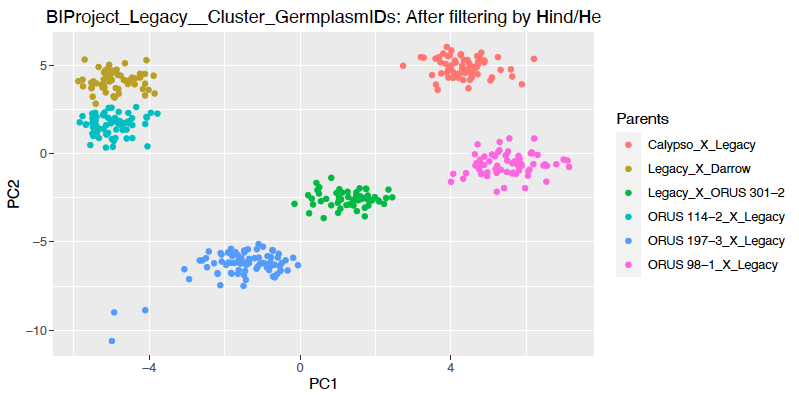 BIProject_Legacy__Cluster_GermplasmIDs: After filtering by Hind/He
5
0
−5
−10
PC2
−4
0
4
PC1
Parents
Calypso_X_Legacy
Legacy_X_Darrow
Legacy_X_ORUS 301−2
ORUS 114−2_X_Legacy
ORUS 197−3_X_Legacy
ORUS 98−1_X_Legacy